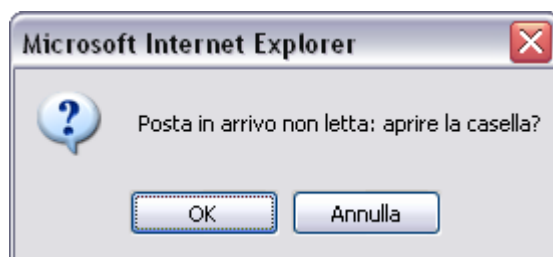 Microsoft Internet Explorer
Posta in arrivo non letta: aprire la casella?
OK Annulla